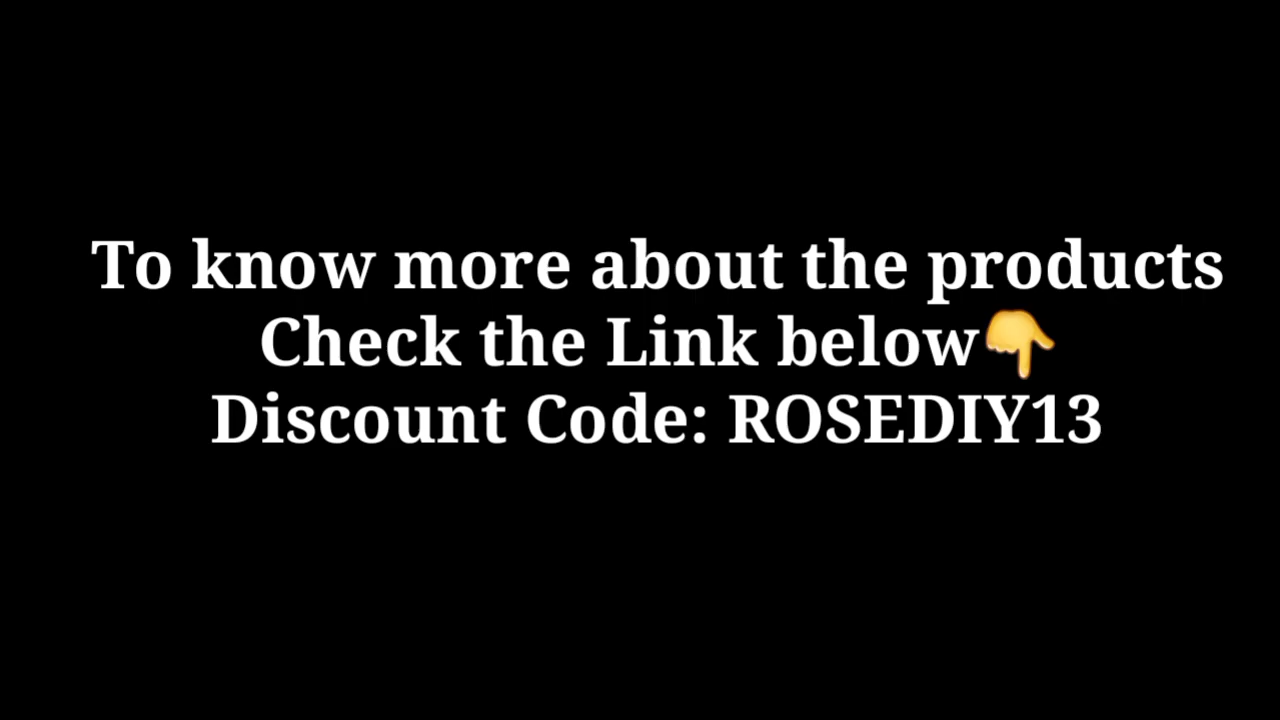 To know more about the products
Check the Link below👇
Discount Code: ROSEDIY13